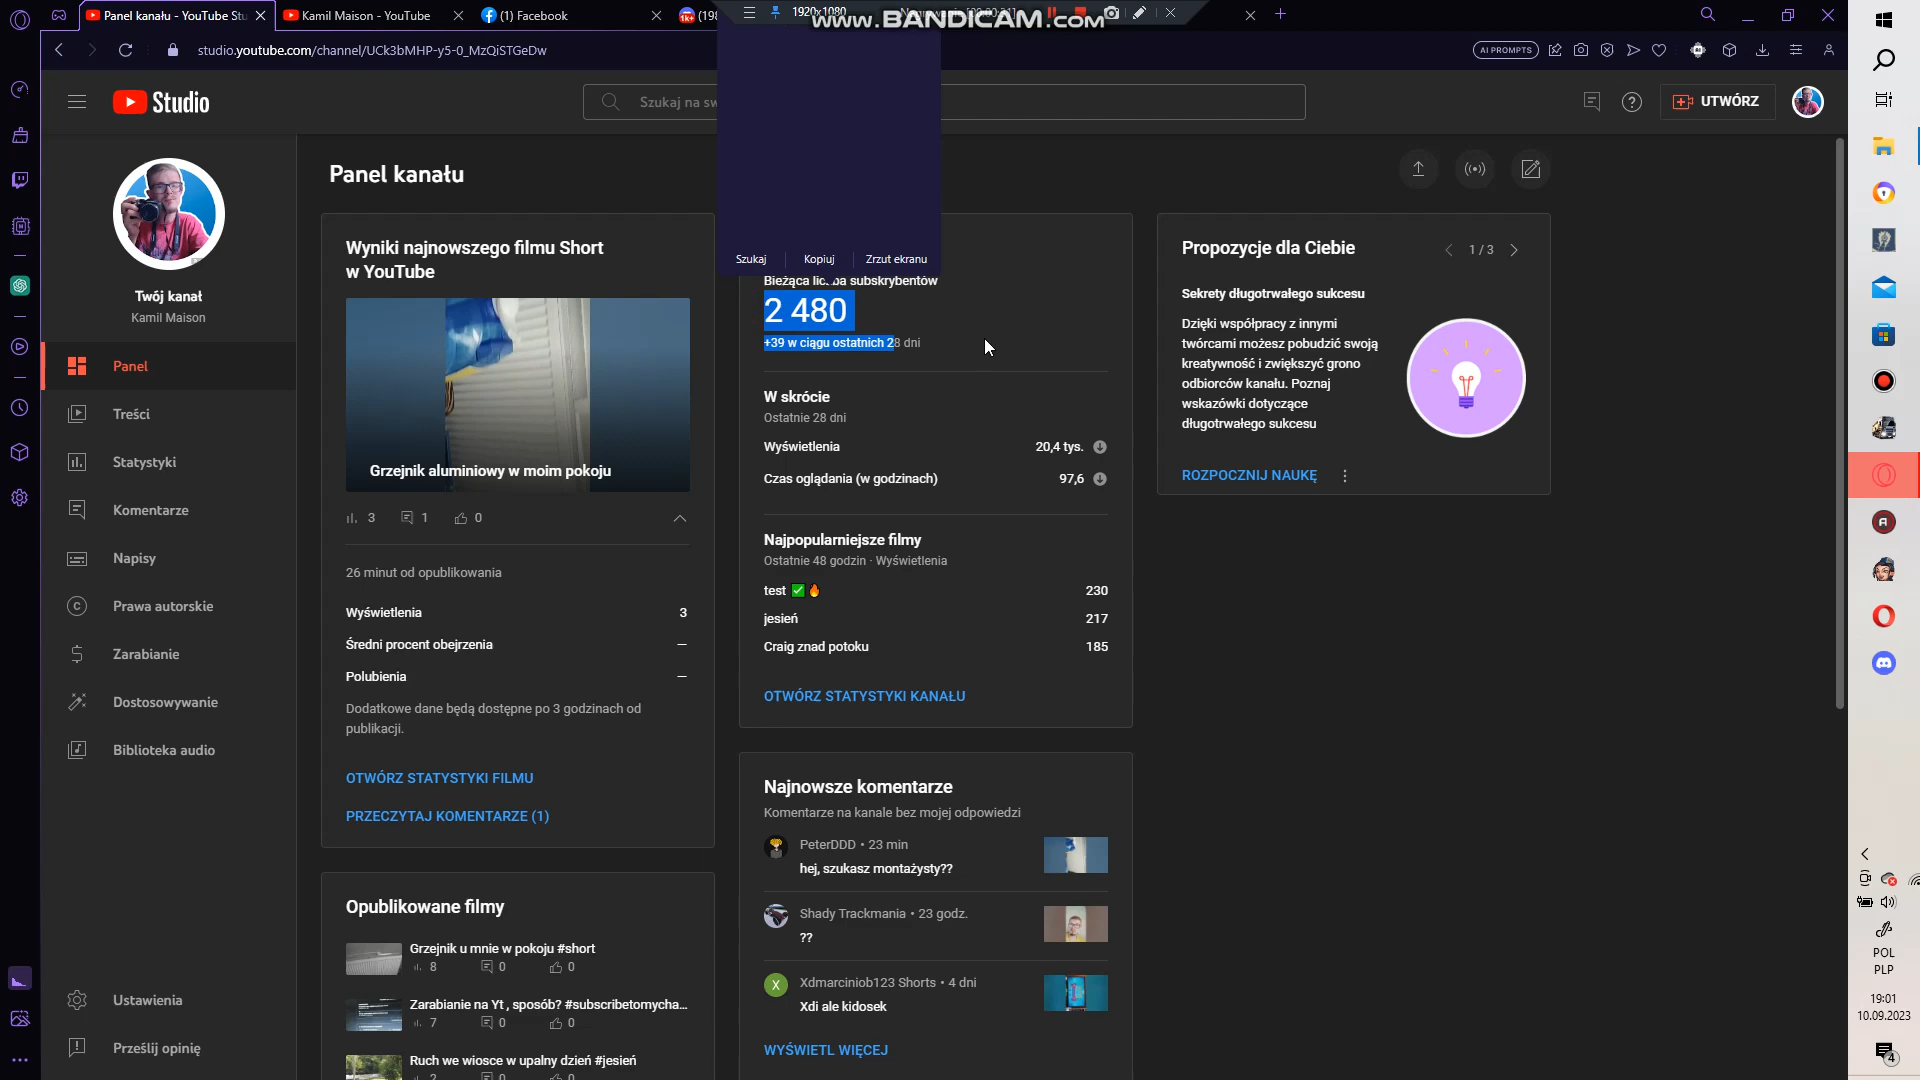 Panel kanału - YouTube Stu
Kamil Maison - YouTube
(1) Facebook
1k+
(198
1920x1080
www.BANDICAM.com
studio.youtube.com/channel/UCk3bMHP-y5-0_MzQiSTGeDw
AI PROMPTS
Studio
Szukaj na sw
UTWÓRZ
Panel kanału
Twój kanał
Kamil Maison
Panel
Treści
Statystyki
Komentarze
Napisy
Prawa autorskie
Zarabianie
Dostosowywanie
Biblioteka audio
Ustawienia
Prześlij opinię
Wyniki najnowszego filmu Short
w YouTube
Grzejnik aluminiowy w moim pokoju
3
1
0
26 minut od opublikowania
Wyświetlenia 3
Średni procent obejrzenia —
Polubienia —
Dodatkowe dane będą dostępne po 3 godzinach od
publikacji.
OTWÓRZ STATYSTYKI FILMU
PRZECZYTAJ KOMENTARZE (1)
Opublikowane filmy
Grzejnik u mnie w pokoju #short
8 0 0
Zarabianie na Yt , sposób? #subscribetomycha...
7 0 0
Ruch we wiosce w upalny dzień #jesień
2 0 0
Szukaj
Kopiuj
Zrzut ekranu
Bieżąca liczba subskrybentów
2 480
+39 w ciągu ostatnich 28 dni
W skrócie
Ostatnie 28 dni
Wyświetlenia 20,4 tys.
Czas oglądania (w godzinach) 97,6
Najpopularniejsze filmy
Ostatnie 48 godzin · Wyświetlenia
test ✅🔥 230
jesień 217
Craig znad potoku 185
OTWÓRZ STATYSTYKI KANAŁU
Najnowsze komentarze
Komentarze na kanale bez mojej odpowiedzi
PeterDDD • 23 min
hej, szukasz montażysty??
Shady Trackmania • 23 godz.
??
X
Xdmarciniob123 Shorts • 4 dni
Xdi ale kidosek
WYŚWIETL WIĘCEJ
Propozycje dla Ciebie
1 / 3
Sekrety długotrwałego sukcesu
Dzięki współpracy z innymi
twórcami możesz pobudzić swoją
kreatywność i zwiększyć grono
odbiorców kanału. Poznaj
wskazówki dotyczące
długotrwałego sukcesu
ROZPOCZNIJ NAUKĘ
POL
PLP
19:01
10.09.2023
4